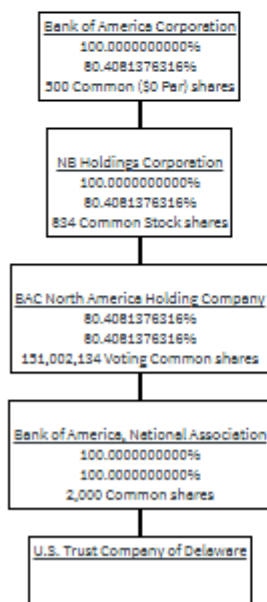 Bank of America Corporation
100.0000000000%
80.4081376316%
500 Common ($0 Par) shares
NB Holdings Corporation
100.0000000000%
80.4081376316%
834 Common Stock shares
BAC North America Holding Company
80.4081376316%
80.4081376316%
151,002,134 Voting Common shares
Bank of America, National Association
100.0000000000%
100.0000000000%
2,000 Common shares
U.S. Trust Company of Delaware